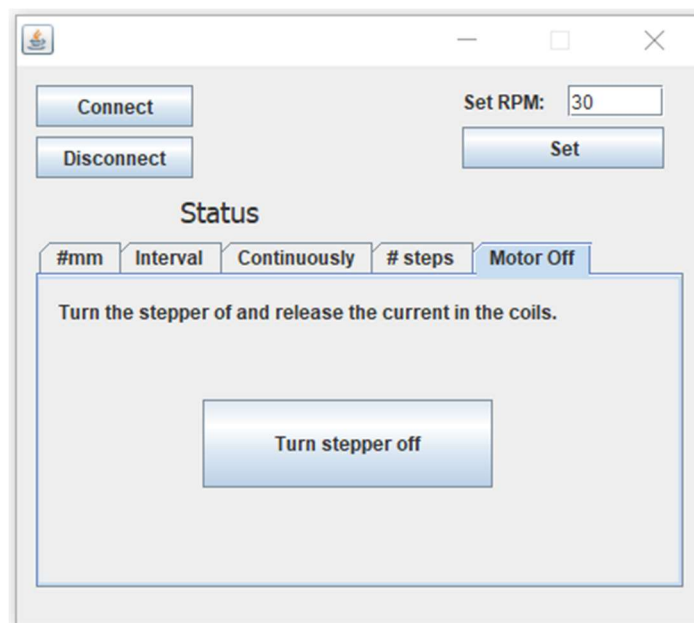 Connect
Set RPM: 30
Disconnect
Set
Status
#mm Interval Continuously # steps Motor Off
Turn the stepper of and release the current in the coils.
Turn stepper off